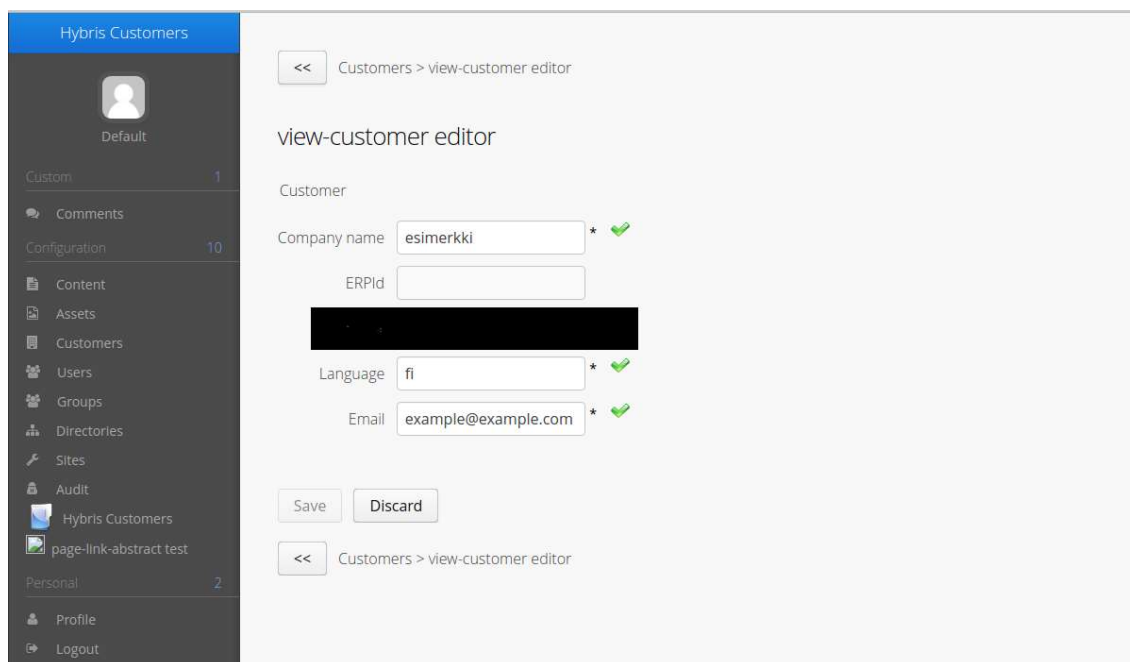 Hybris Customers
Default
Custom 1
Comments
Configuration 10
Content
Assets
Customers
Users
Groups
Directories
Sites
Audit
Hybris Customers
page-link-abstract test
Personal 2
Profile
Logout
<< Customers > view-customer editor
view-customer editor
Customer
Company name esimerkki *
ERPId
Language fi *
Email example@example.com *
Save Discard
<< Customers > view-customer editor